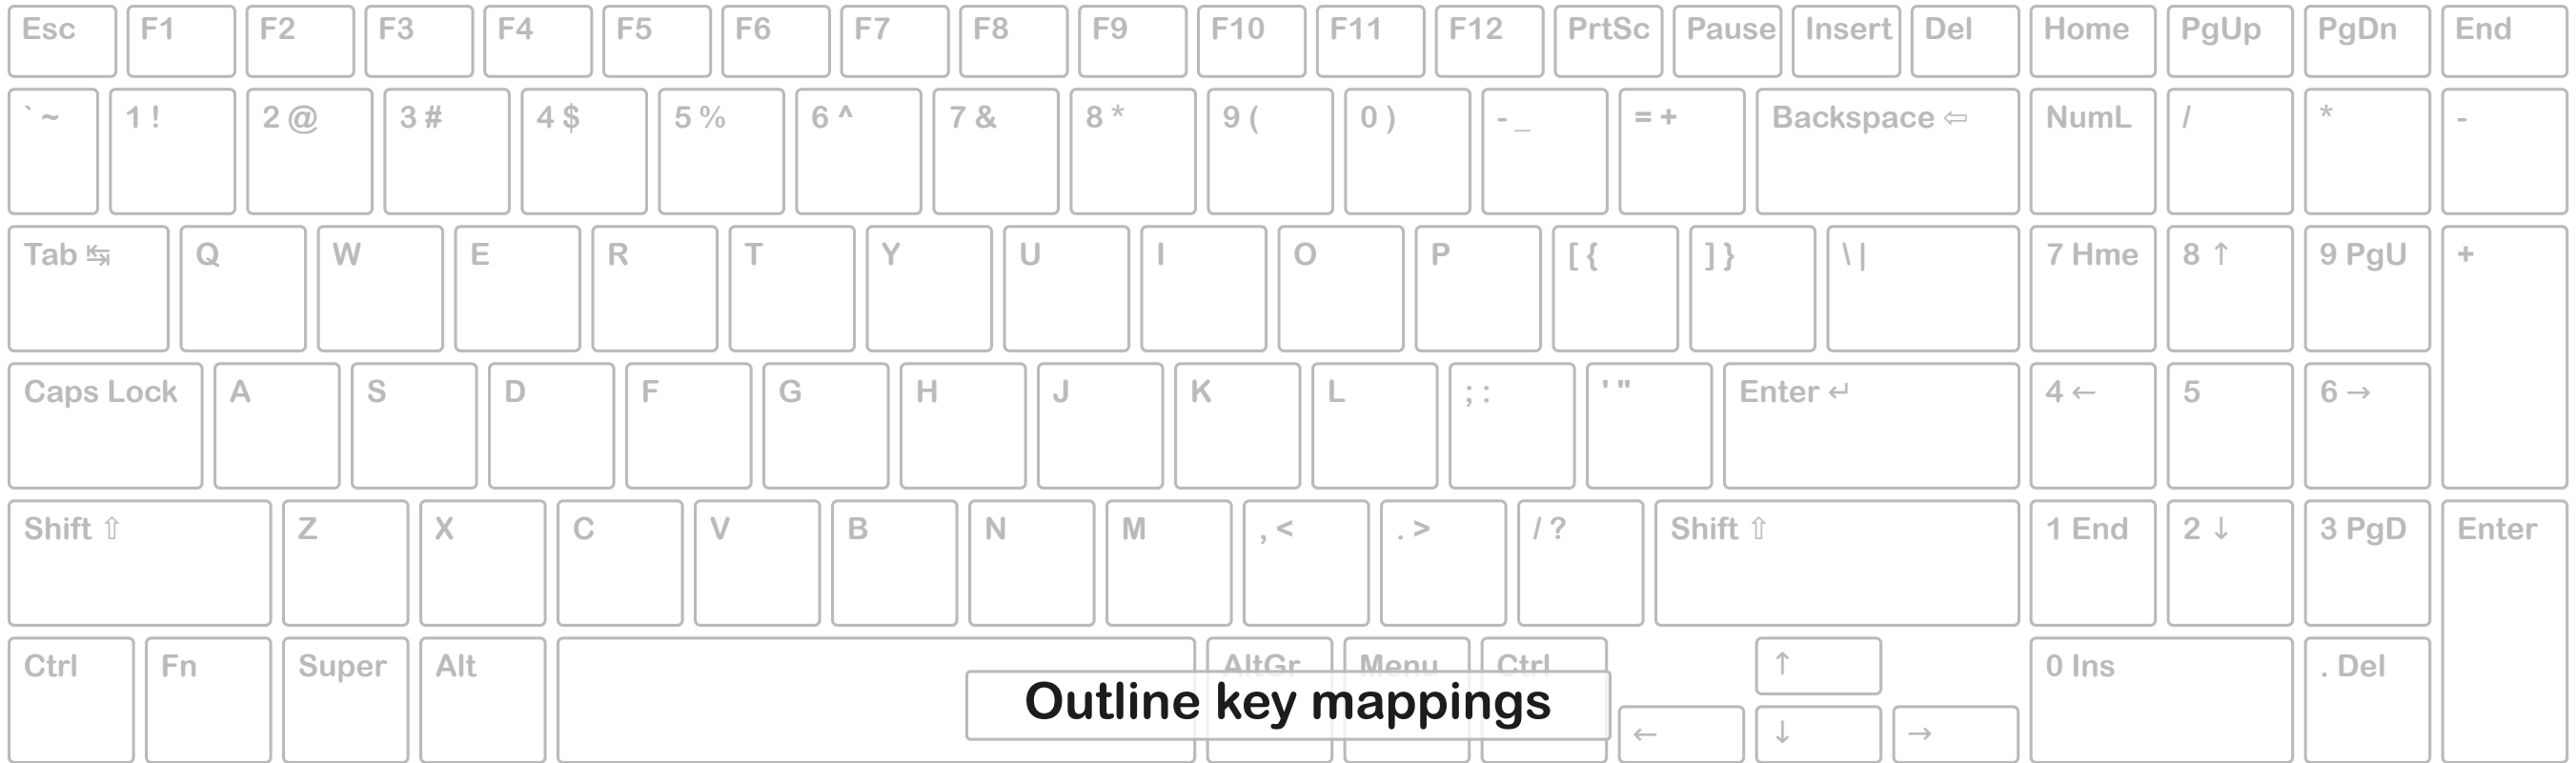 Esc F1 F2 F3 F4 F5 F6 F7 F8 F9 F10 F11 F12 PrtSc Pause Insert Del Home PgUp PgDn End
` ~ 1 ! 2 @ 3 # 4 $ 5 % 6 ^ 7 & 8 * 9 ( 0 ) - _ = + Backspace ⇦ NumL / * -
Tab ↹ Q W E R T Y U I O P [ { ] } \ | 7 Hme 8 ↑ 9 PgU +
Caps Lock A S D F G H J K L ; : ' " Enter ↵ 4 ← 5 6 →
Shift ⇧ Z X C V B N M , < . > / ? Shift ⇧ 1 End 2 ↓ 3 PgD Enter
Ctrl Fn Super Alt AltGr Menu Ctrl ↑ 0 Ins . Del
Outline key mappings
← ↓ →